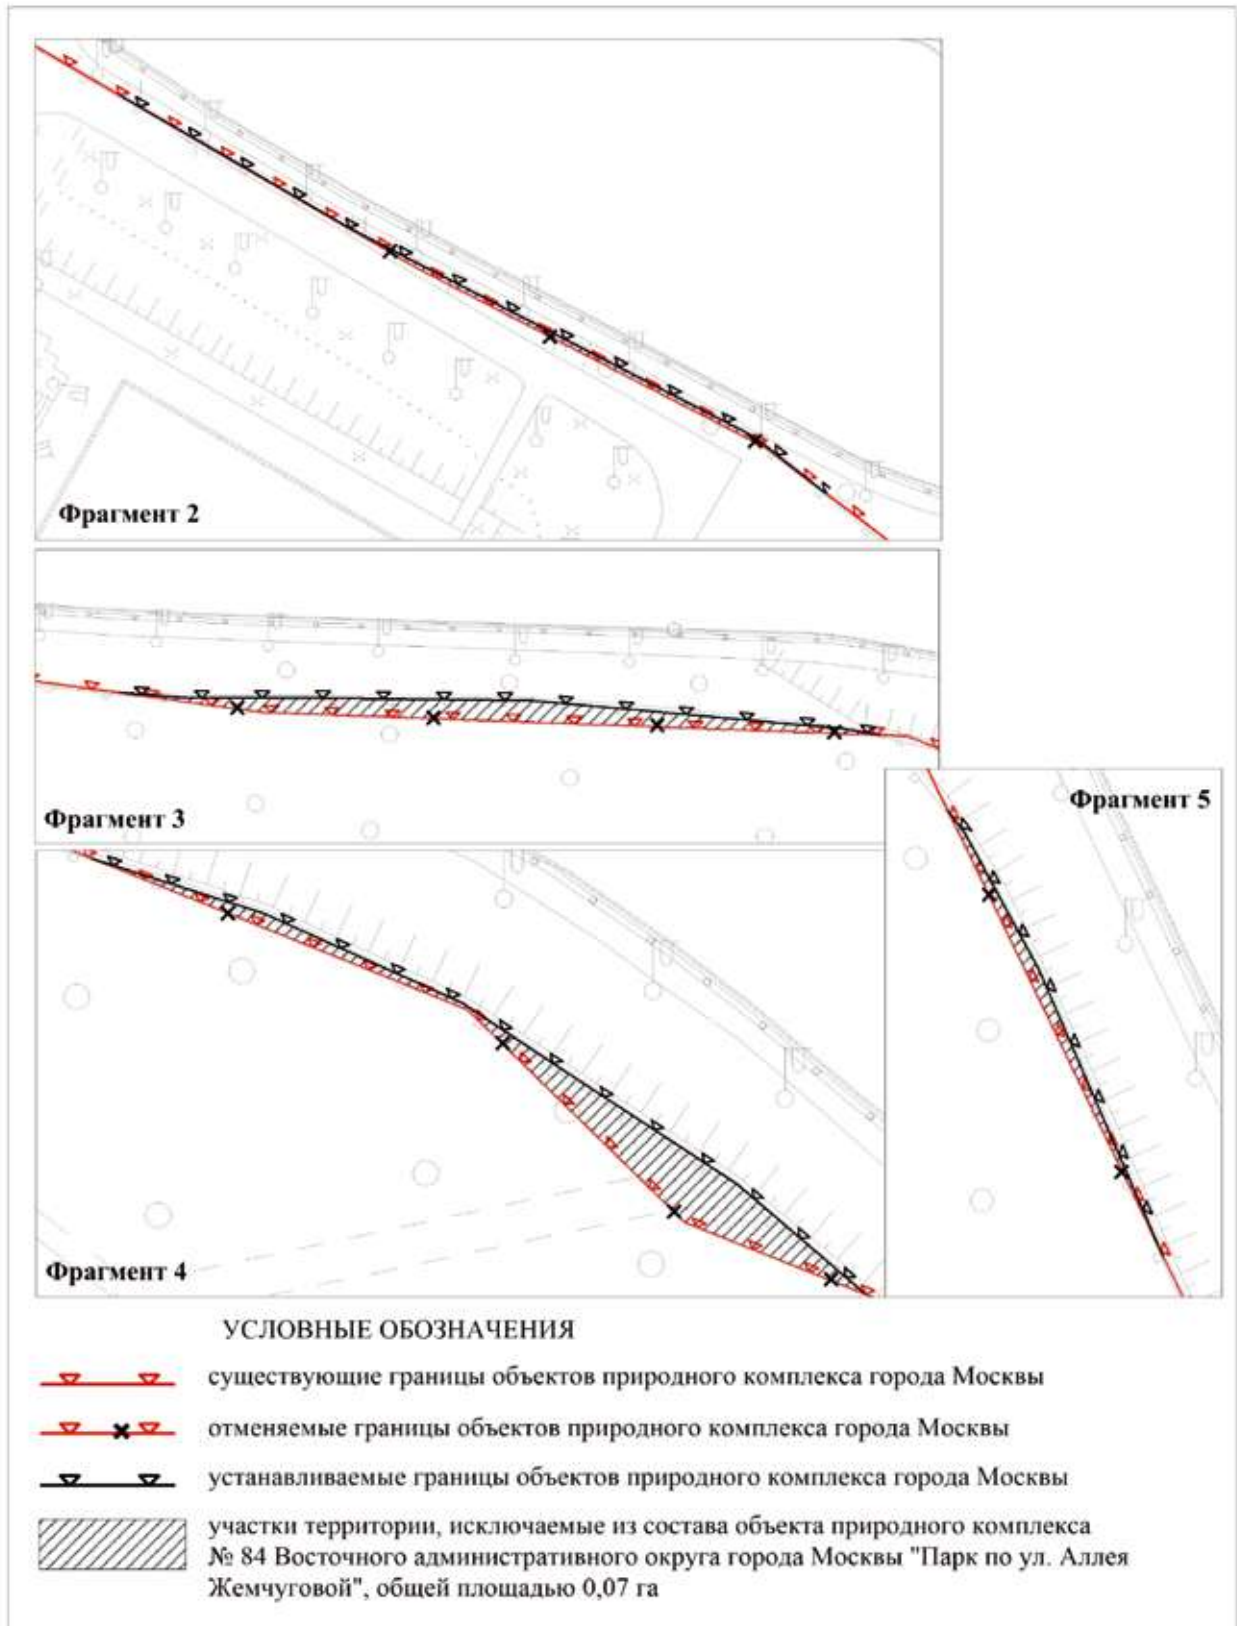 Фрагмент 2
Фрагмент 3
Фрагмент 5
Фрагмент 4
УСЛОВНЫЕ ОБОЗНАЧЕНИЯ
существующие границы объектов природного комплекса города Москвы
отменяемые границы объектов природного комплекса города Москвы
устанавливаемые границы объектов природного комплекса города Москвы
участки территории, исключаемые из состава объекта природного комплекса
№ 84 Восточного административного округа города Москвы "Парк по ул. Аллея
Жемчуговой", общей площадью 0,07 га